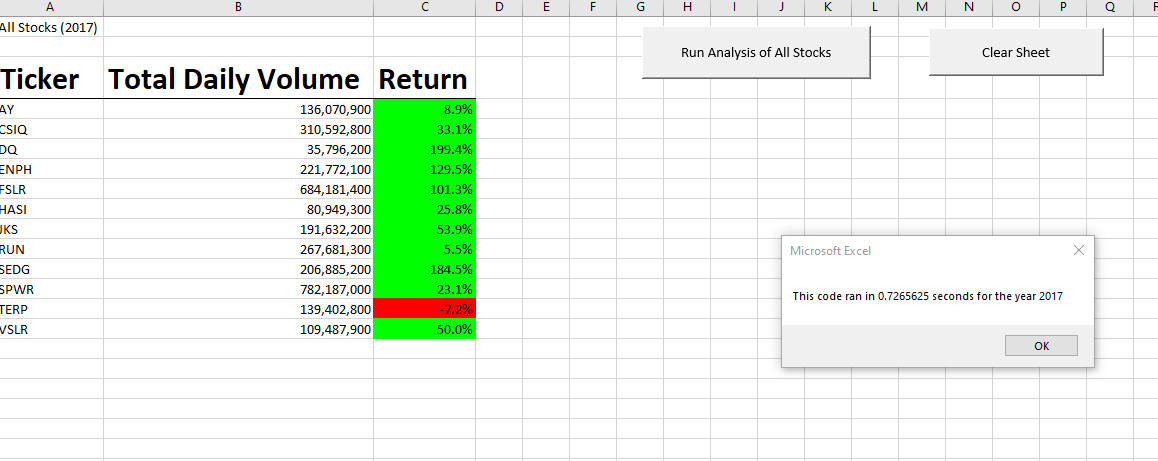 A B C D E F G H I J K L M N O P Q
All Stocks (2017)
Run Analysis of All Stocks
Clear Sheet
Ticker Total Daily Volume Return
AY 136,070,900 8.9%
CSIQ 310,592,800 33.1%
DQ 35,796,200 199.4%
ENPH 221,772,100 129.5%
FSLR 684,181,400 101.3%
HASI 80,949,300 25.8%
JKS 191,632,200 53.9%
RUN 267,681,300 5.5%
SEDG 206,885,200 184.5%
SPWR 782,187,000 23.1%
TERP 139,402,800 -7.2%
VSLR 109,487,900 50.0%
Microsoft Excel
This code ran in 0.7265625 seconds for the year 2017
OK